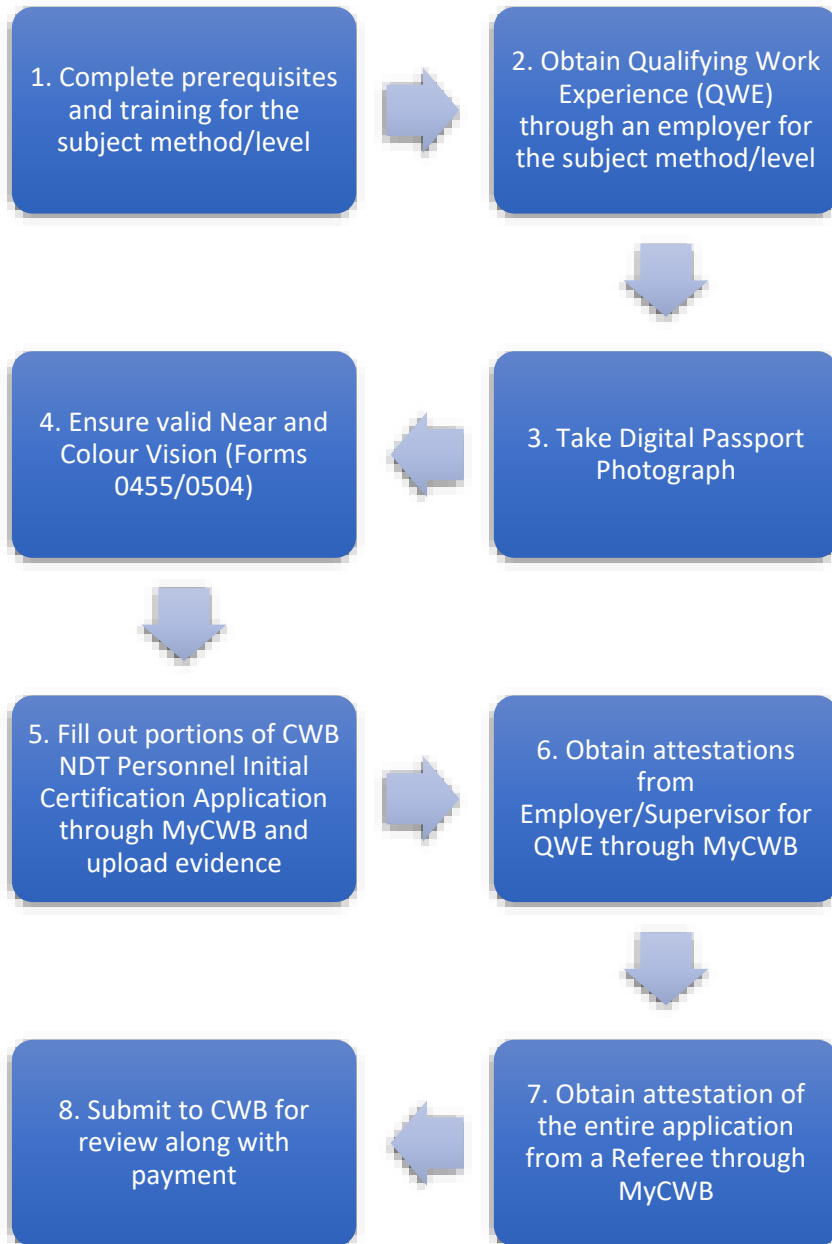 1. Complete prerequisites
and training for the
subject method/level
2. Obtain Qualifying Work
Experience (QWE)
through an employer for
the subject method/level
3. Take Digital Passport
Photograph
4. Ensure valid Near and
Colour Vision (Forms
0455/0504)
5. Fill out portions of CWB
NDT Personnel Initial
Certification Application
through MyCWB and
upload evidence
6. Obtain attestations
from
Employer/Supervisor for
QWE through MyCWB
7. Obtain attestation of
the entire application
from a Referee through
MyCWB
8. Submit to CWB for
review along with
payment